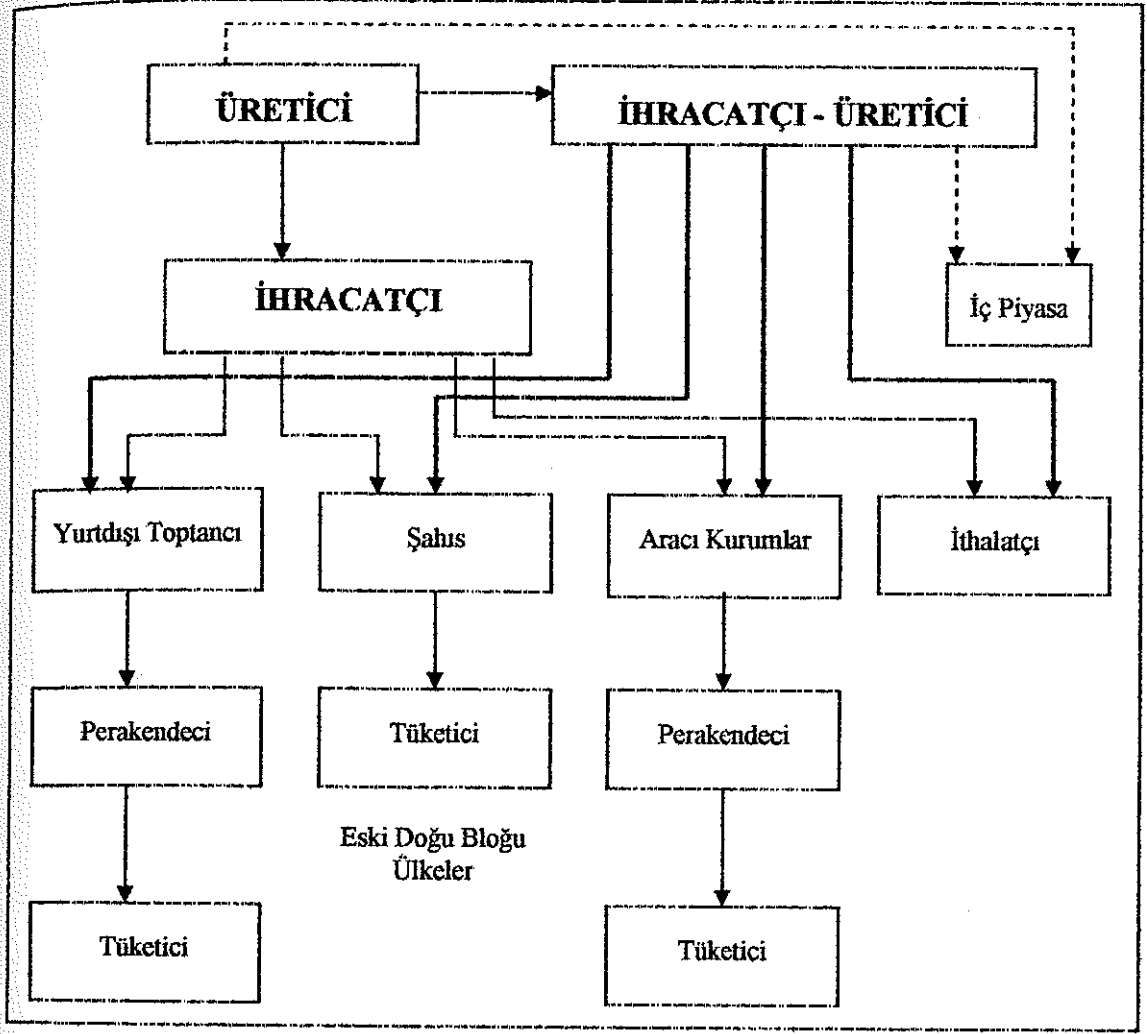 ÜRETİCİ
İHRACATÇI - ÜRETİCİ
İHRACATÇI
İç Piyasa
Yurtdışı Toptancı
Şahıs
Aracı Kurumlar
İthalatçı
Perakendeci
Tüketici
Perakendeci
Eski Doğu Bloğu
Ülkeler
Tüketici
Tüketici